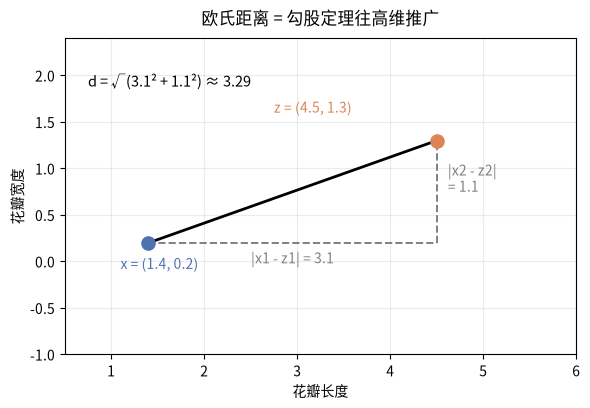 欧氏距离 = 勾股定理往高维推广
d = √(3.1² + 1.1²) ≈ 3.29
z = (4.5, 1.3)
|x2 - z2|
= 1.1
|x1 - z1| = 3.1
x = (1.4, 0.2)
花瓣宽度
2.0
1.5
1.0
0.5
0.0
-0.5
-1.0
1 2 3 4 5 6
花瓣长度